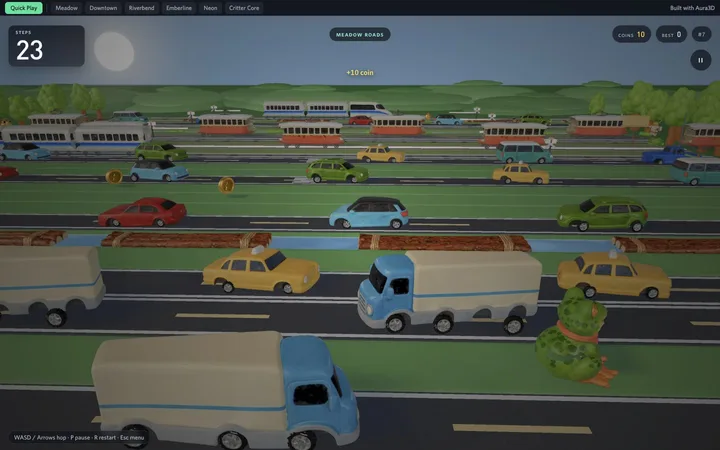 Quick Play Meadow Downtown Riverbend Emberline Neon Critter Core Built with Aura3D
STEPS
23
MEADOW ROADS
COINS 10 BEST 0 #7
+10 coin
WASD / Arrows hop · P pause · R restart · Esc menu